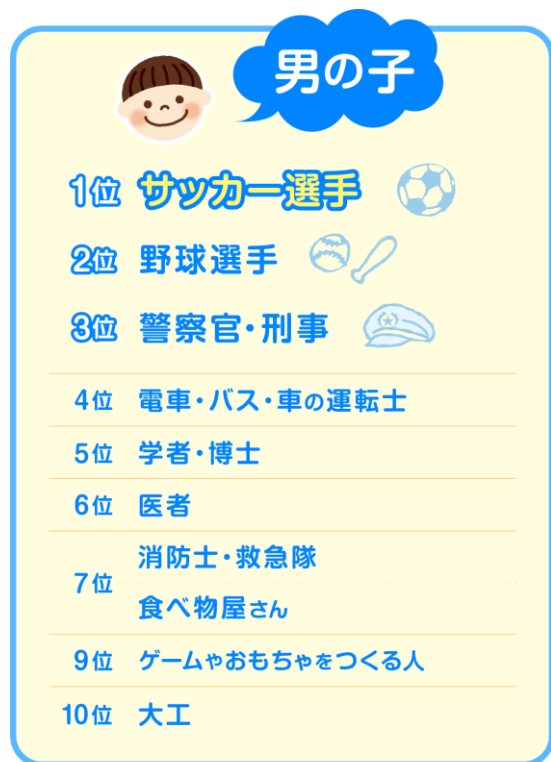 男の子
1位 サッカー選手
2位 野球選手
3位 警察官・刑事
4位 電車・バス・車の運転士
5位 学者・博士
6位 医者
7位 消防士・救急隊
食べ物屋さん
9位 ゲームやおもちゃをつくる人
10位 大工